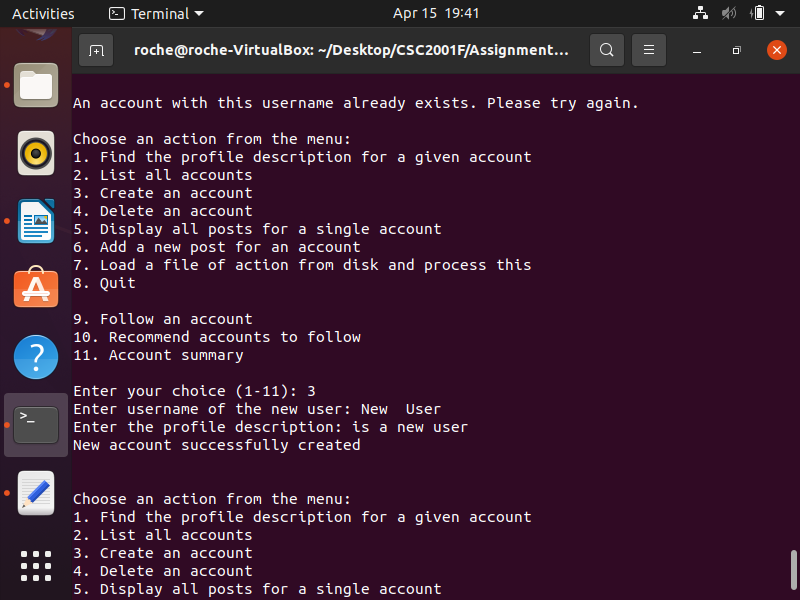 Activities
Terminal
Apr 15 19:41
roche@roche-VirtualBox: ~/Desktop/CSC2001F/Assignment...
An account with this username already exists. Please try again.
Choose an action from the menu:
1. Find the profile description for a given account
2. List all accounts
3. Create an account
4. Delete an account
5. Display all posts for a single account
6. Add a new post for an account
7. Load a file of action from disk and process this
8. Quit
9. Follow an account
10. Recommend accounts to follow
11. Account summary
Enter your choice (1-11): 3
Enter username of the new user: New  User
Enter the profile description: is a new user
New account successfully created
Choose an action from the menu:
1. Find the profile description for a given account
2. List all accounts
3. Create an account
4. Delete an account
5. Display all posts for a single account